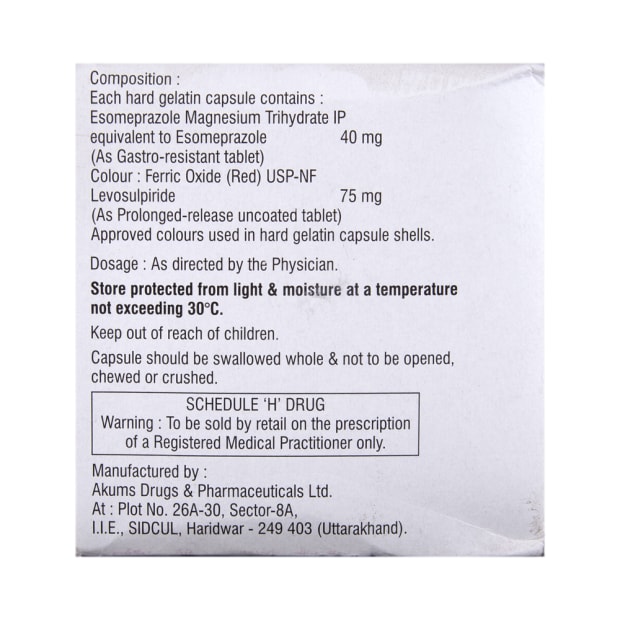 Composition :
Each hard gelatin capsule contains :
Esomeprazole Magnesium Trihydrate IP
equivalent to Esomeprazole 40 mg
(As Gastro-resistant tablet)
Colour : Ferric Oxide (Red) USP-NF
Levosulpiride 75 mg
(As Prolonged-release uncoated tablet)
Approved colours used in hard gelatin capsule shells.
Dosage : As directed by the Physician.
Store protected from light & moisture at a temperature
not exceeding 30°C.
Keep out of reach of children.
Capsule should be swallowed whole & not to be opened,
chewed or crushed.
SCHEDULE 'H' DRUG
Warning : To be sold by retail on the prescription
of a Registered Medical Practitioner only.
Manufactured by :
Akums Drugs & Pharmaceuticals Ltd.
At : Plot No. 26A-30, Sector-8A,
I.I.E., SIDCUL, Haridwar - 249 403 (Uttarakhand).